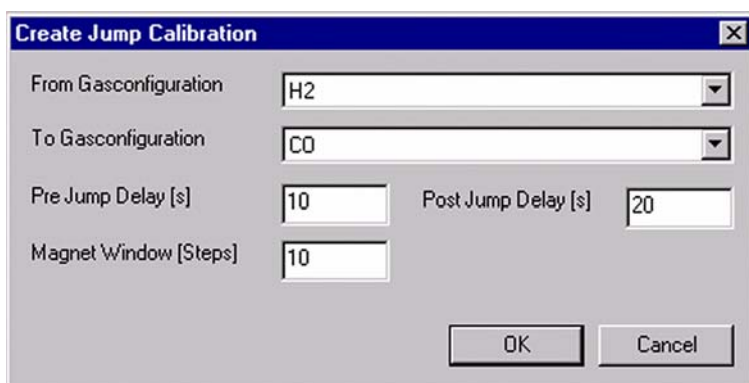 Create Jump Calibration
From Gasconfiguration H2
To Gasconfiguration CO
Pre Jump Delay [s] 10 Post Jump Delay [s] 20
Magnet Window [Steps] 10
OK Cancel